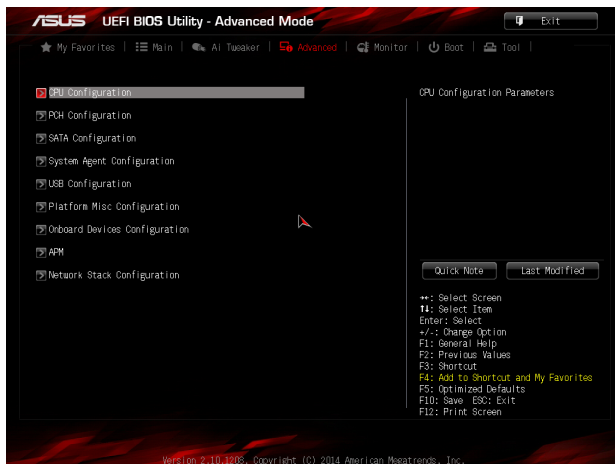 ASUS UEFI BIOS Utility - Advanced Mode
Exit
My Favorites Main Ai Tweaker Advanced Monitor Boot Tool
CPU Configuration
PCH Configuration
SATA Configuration
System Agent Configuration
USB Configuration
Platform Misc Configuration
Onboard Devices Configuration
APM
Network Stack Configuration
CPU Configuration Parameters
Quick Note Last Modified
→←: Select Screen
↑↓: Select Item
Enter: Select
+/-: Change Option
F1: General Help
F2: Previous Values
F3: Shortcut
F4: Add to Shortcut and My Favorites
F5: Optimized Defaults
F10: Save ESC: Exit
F12: Print Screen
Version 2.10.1208. Copyright (C) 2014 American Megatrends, Inc.